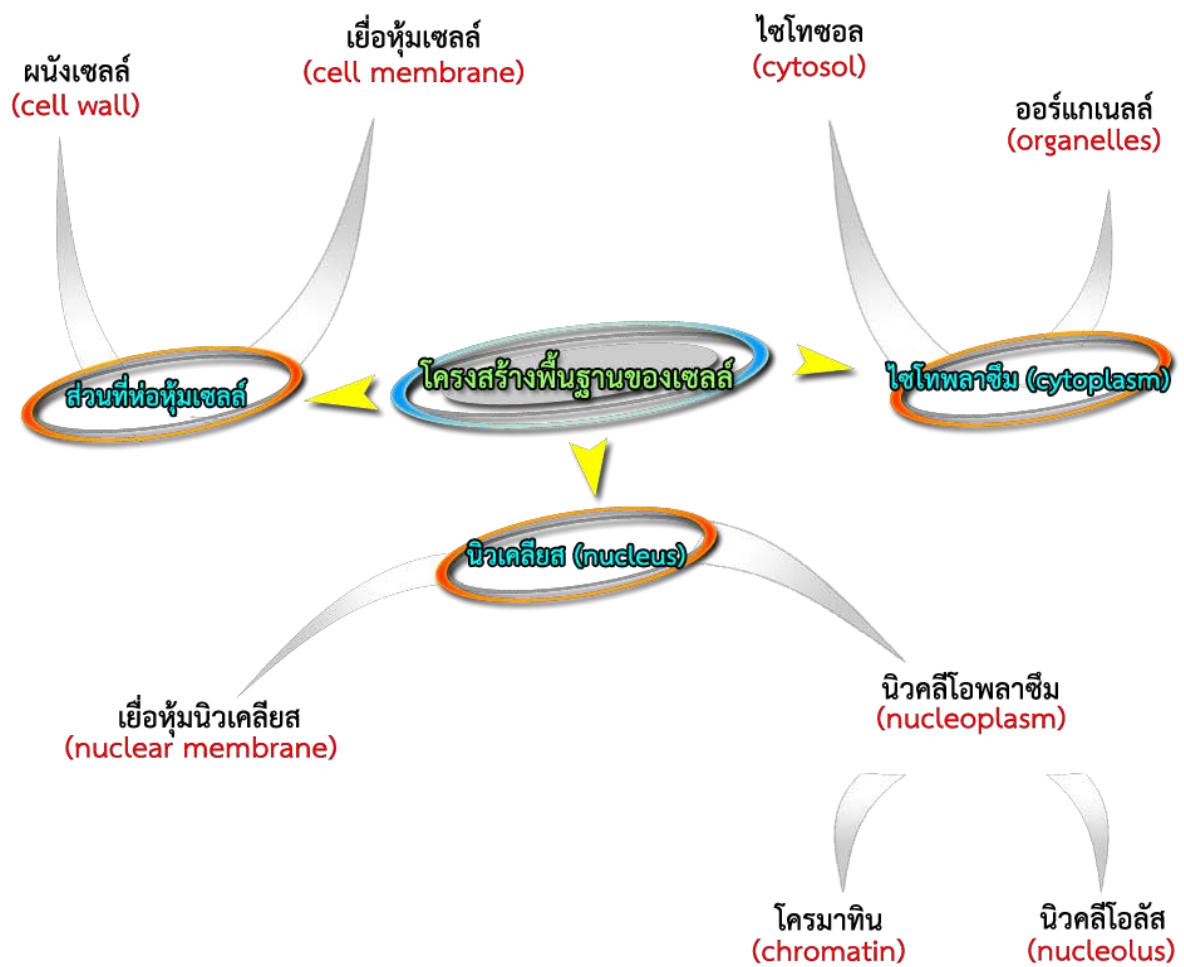 ผนังเซลล์
(cell wall)
เยื่อหุ้มเซลล์
(cell membrane)
ไซโทซอล
(cytosol)
ออร์แกเนลล์
(organelles)
ส่วนที่ห่อหุ้มเซลล์
โครงสร้างพื้นฐานของเซลล์
ไซโทพลาซึม (cytoplasm)
นิวเคลียส (nucleus)
เยื่อหุ้มนิวเคลียส
(nuclear membrane)
นิวคลีโอพลาซึม
(nucleoplasm)
โครมาทิน
(chromatin)
นิวคลีโอลัส
(nucleolus)